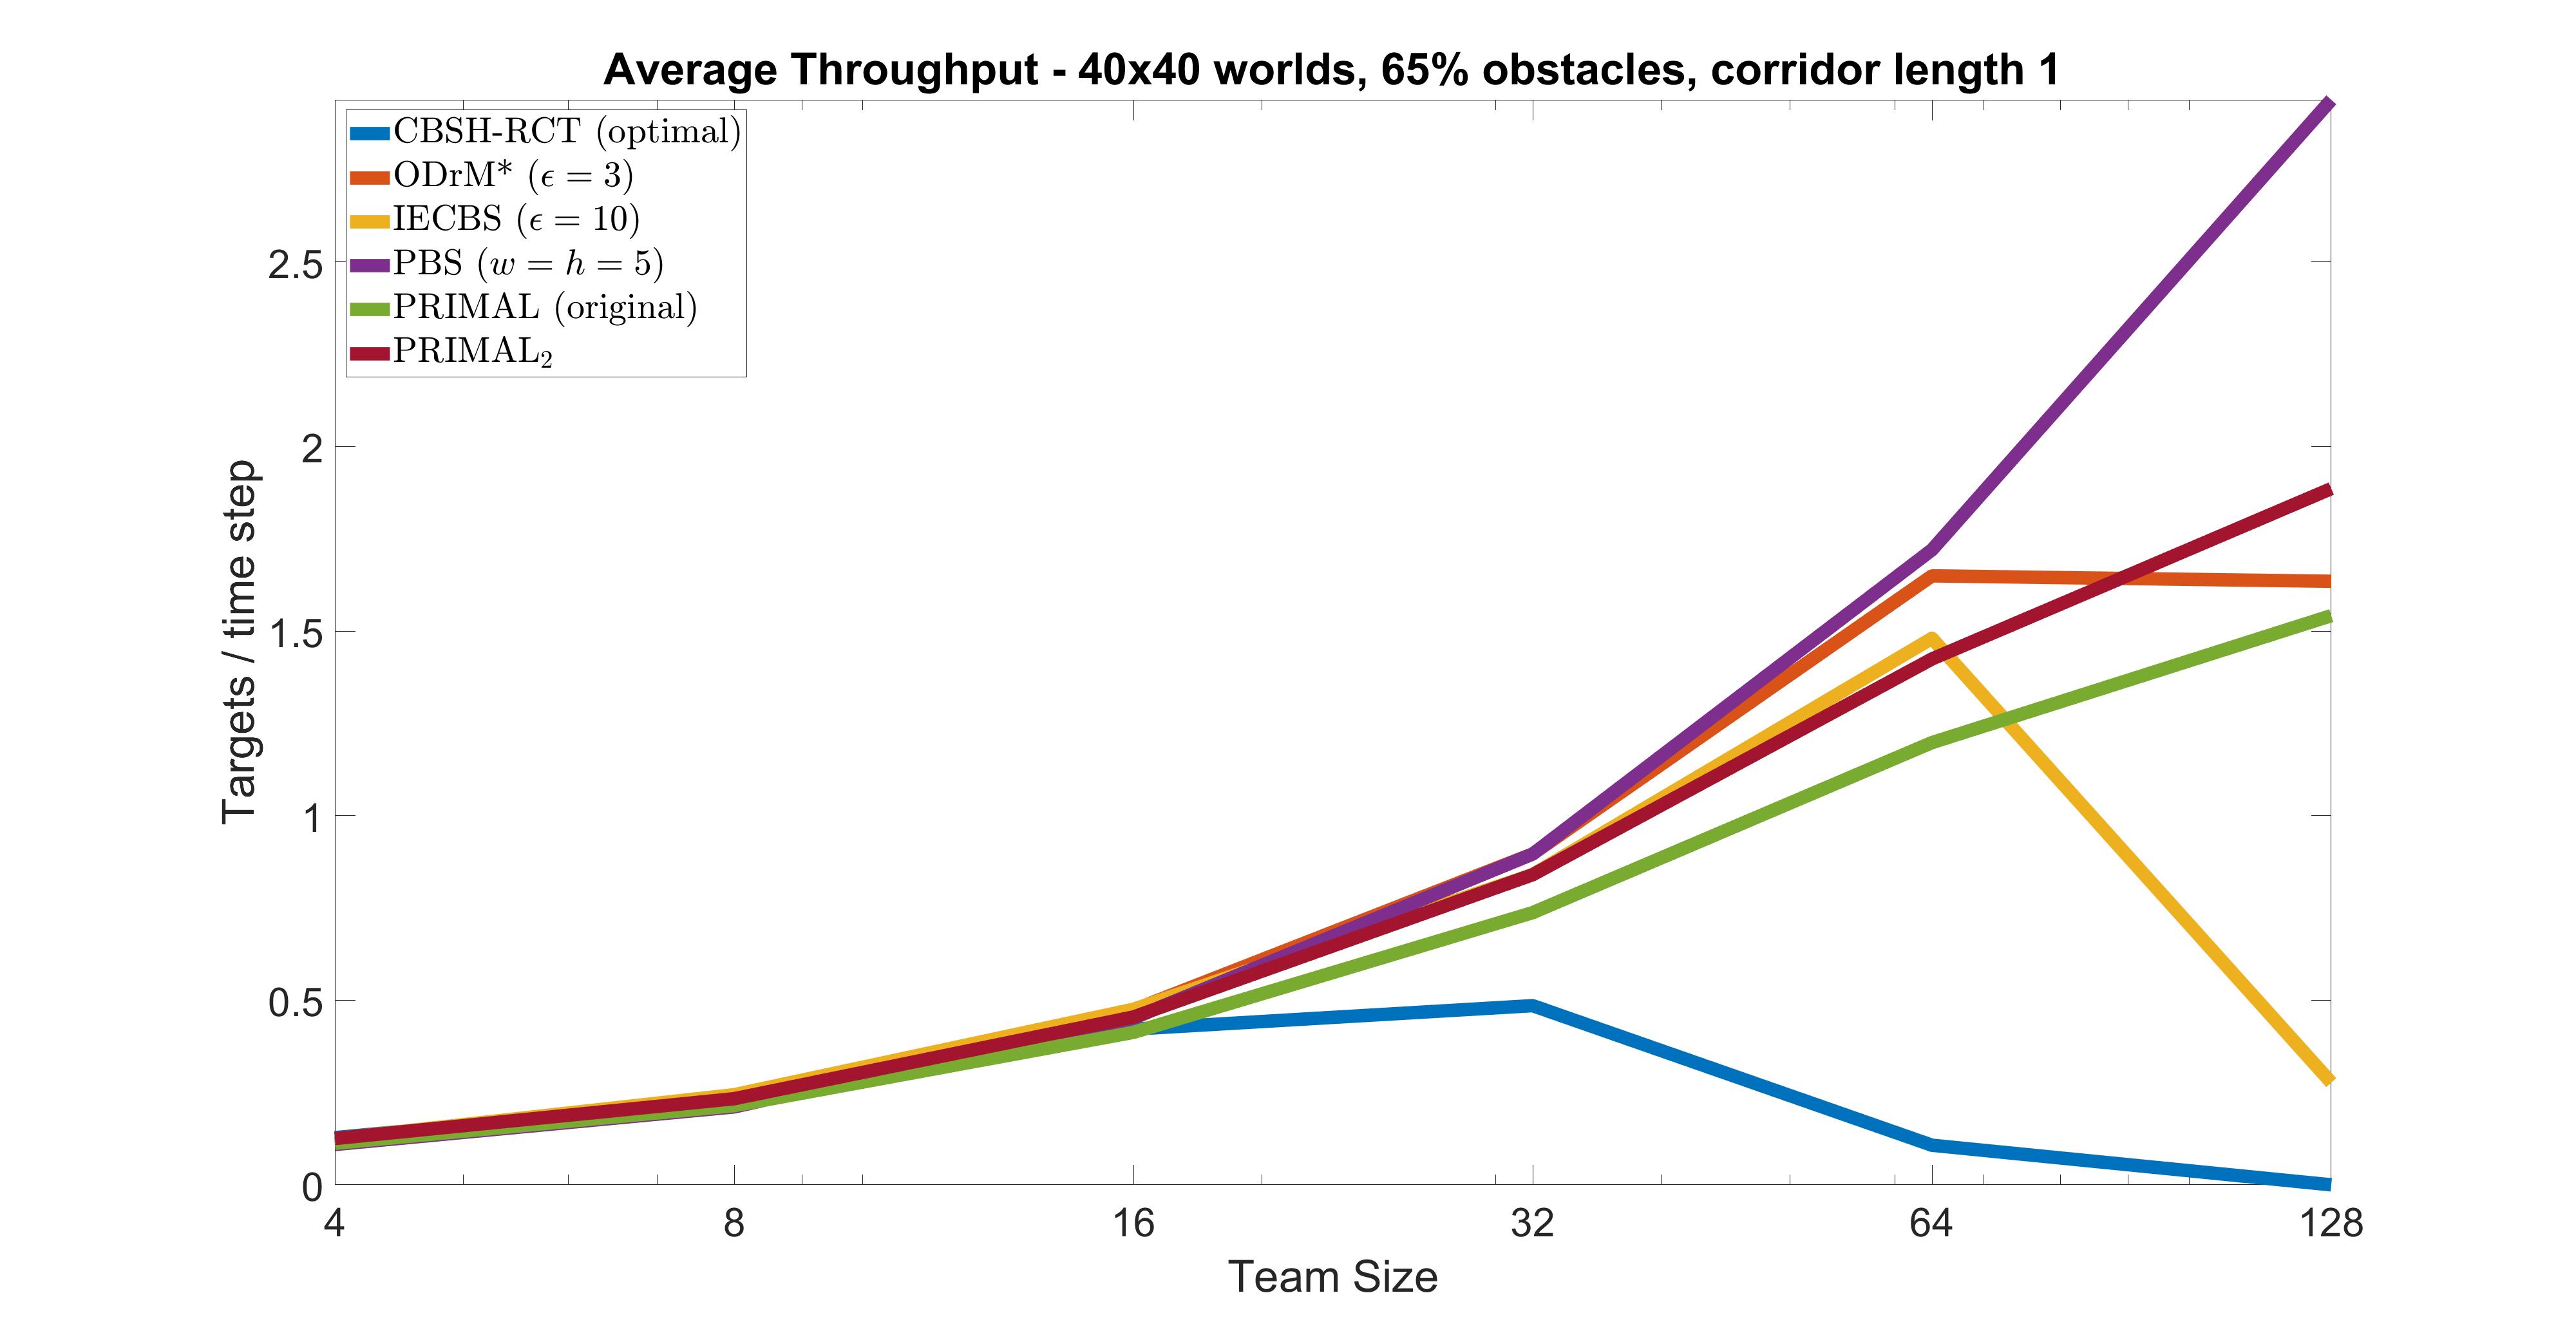 Average Throughput - 40x40 worlds, 65% obstacles, corridor length 1
CBSH-RCT (optimal)
ODrM* (ϵ = 3)
IECBS (ϵ = 10)
PBS (w = h = 5)
PRIMAL (original)
PRIMAL₂
Targets / time step
2.5
2
1.5
1
0.5
0
4 8 16 32 64 128
Team Size